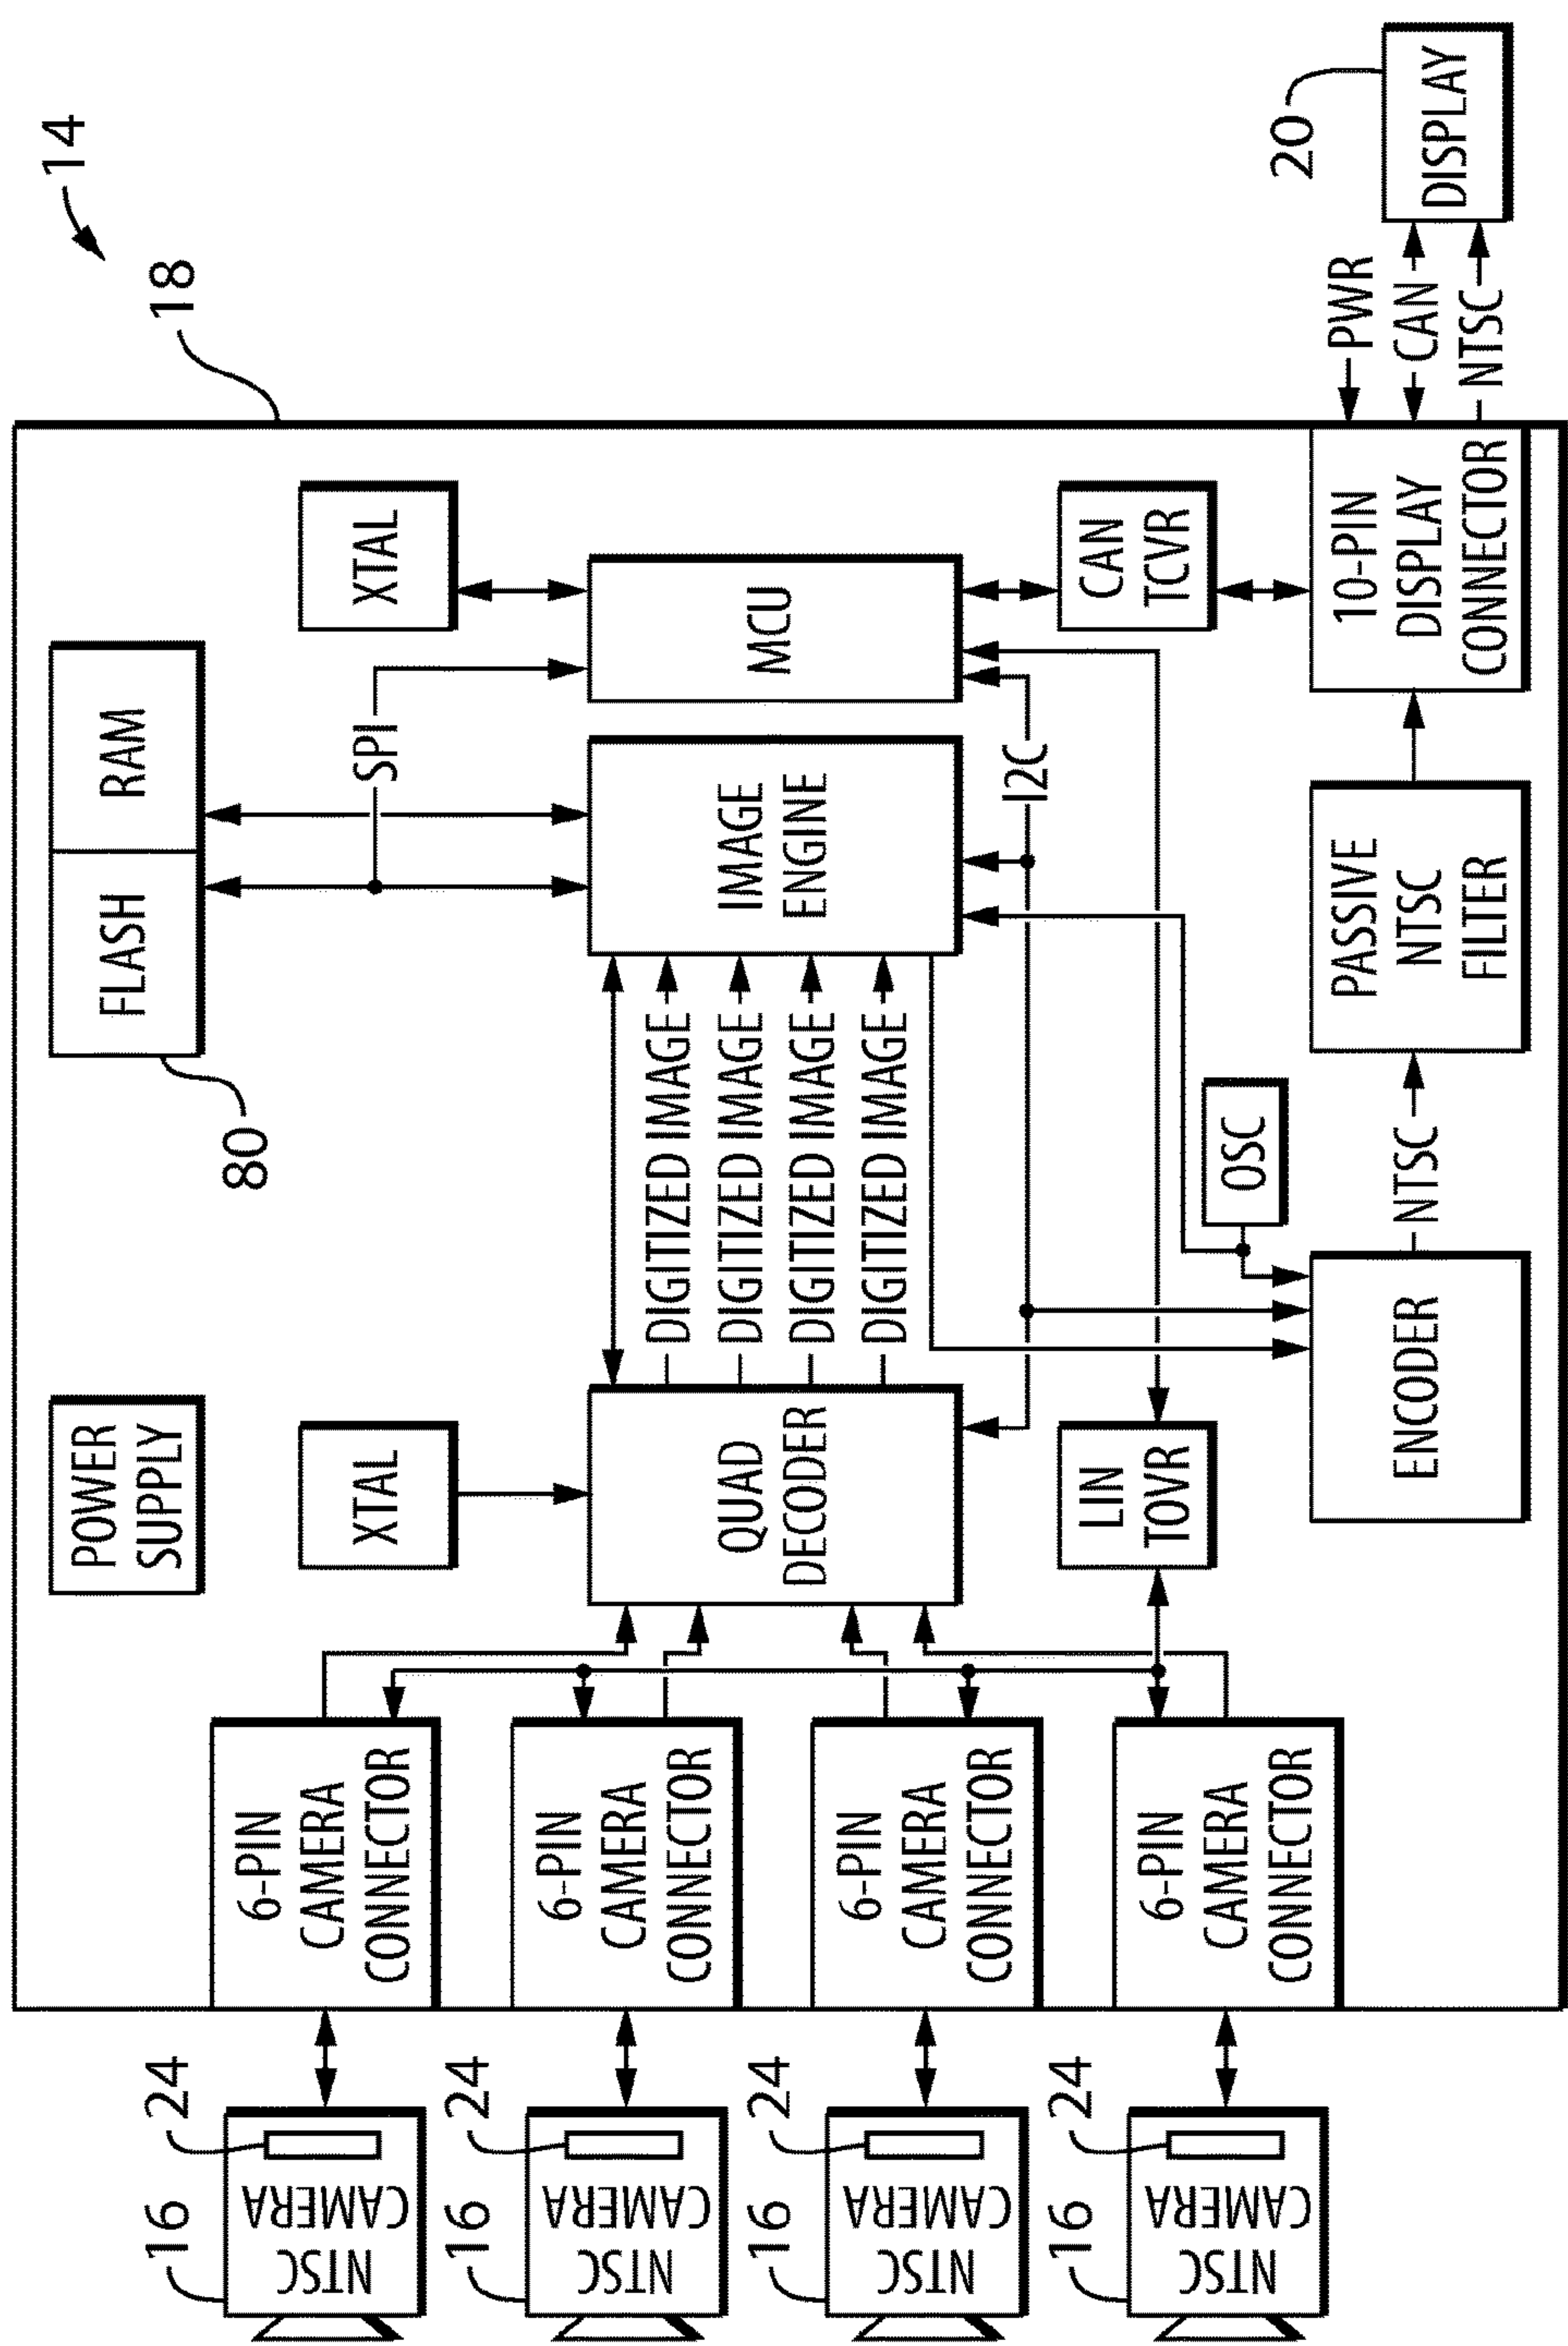 14
18
POWER
SUPPLY
FLASH
RAM
80
16
24
NTSC
CAMERA
6-PIN
CAMERA
CONNECTOR
XTAL
SPI
XTAL
16
24
NTSC
CAMERA
6-PIN
CAMERA
CONNECTOR
QUAD
DECODER
DIGITIZED IMAGE
DIGITIZED IMAGE
DIGITIZED IMAGE
DIGITIZED IMAGE
IMAGE
ENGINE
MCU
16
24
NTSC
CAMERA
6-PIN
CAMERA
CONNECTOR
I2C
LIN
TOVR
CAN
TCVR
16
24
NTSC
CAMERA
6-PIN
CAMERA
CONNECTOR
OSC
ENCODER
NTSC
PASSIVE
NTSC
FILTER
10-PIN
DISPLAY
CONNECTOR
PWR
CAN
NTSC
20
DISPLAY